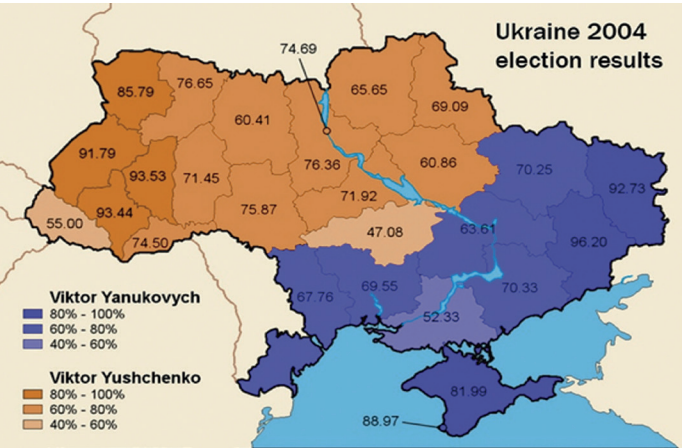 Ukraine 2004
election results
74.69
85.79
76.65
65.65
69.09
60.41
91.79
93.53
71.45
76.36
60.86
70.25
92.73
93.44
75.87
71.92
55.00
74.50
47.08
63.61
96.20
67.76
69.55
70.33
52.33
81.99
88.97
Viktor Yanukovych
80% - 100%
60% - 80%
40% - 60%
Viktor Yushchenko
80% - 100%
60% - 80%
40% - 60%